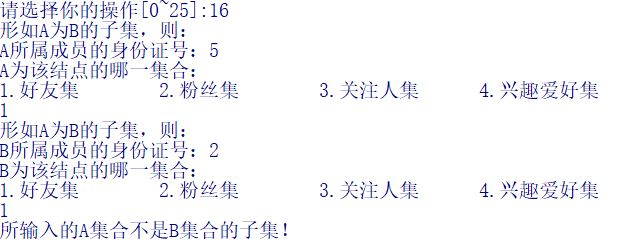 请选择你的操作[0~25]:16
形如A为B的子集，则：
A所属成员的身份证号：5
A为该结点的哪一集合：
1.好友集 2.粉丝集 3.关注人集 4.兴趣爱好集
1
形如A为B的子集，则：
B所属成员的身份证号：2
B为该结点的哪一集合：
1.好友集 2.粉丝集 3.关注人集 4.兴趣爱好集
1
所输入的A集合不是B集合的子集！